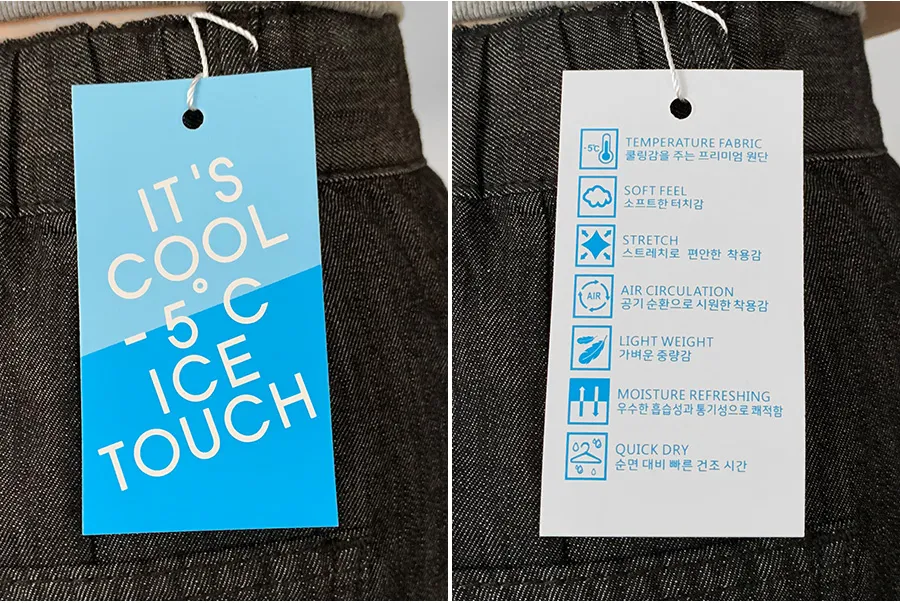 IT'S
COOL
- 5°C
ICE
TOUCH
-5℃
TEMPERATURE FABRIC
쿨링감을 주는 프리미엄 원단
SOFT FEEL
소프트한 터치감
STRETCH
스트레치로 편안한 착용감
AIR
AIR CIRCULATION
공기 순환으로 시원한 착용감
LIGHT WEIGHT
가벼운 중량감
MOISTURE REFRESHING
우수한 흡습성과 통기성으로 쾌적함
QUICK DRY
순면 대비 빠른 건조 시간